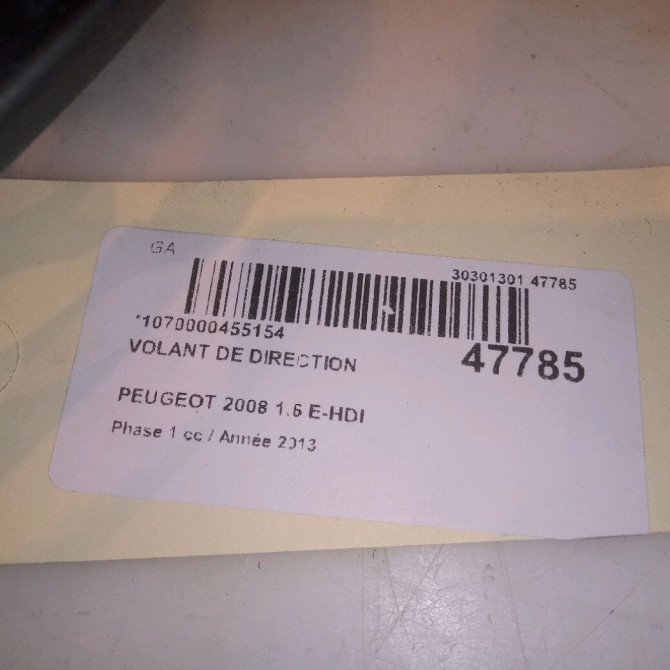 GA
30301301 47785
*1070000455154
47785
VOLANT DE DIRECTION
PEUGEOT 2008 1.6 E-HDI
Phase 1 cc / Année 2013